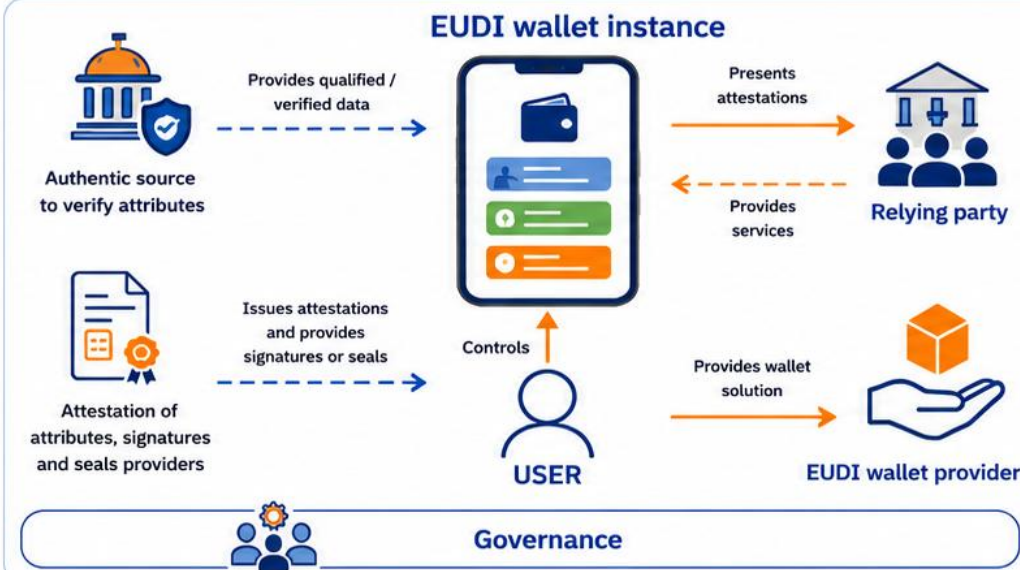 EUDI wallet instance
Provides qualified /
verified data
Authentic source
to verify attributes
Presents
attestations
Provides
services
Relying party
Issues attestations
and provides
signatures or seals
Attestation of
attributes, signatures
and seals providers
Controls
USER
Provides wallet
solution
EUDI wallet provider
Governance